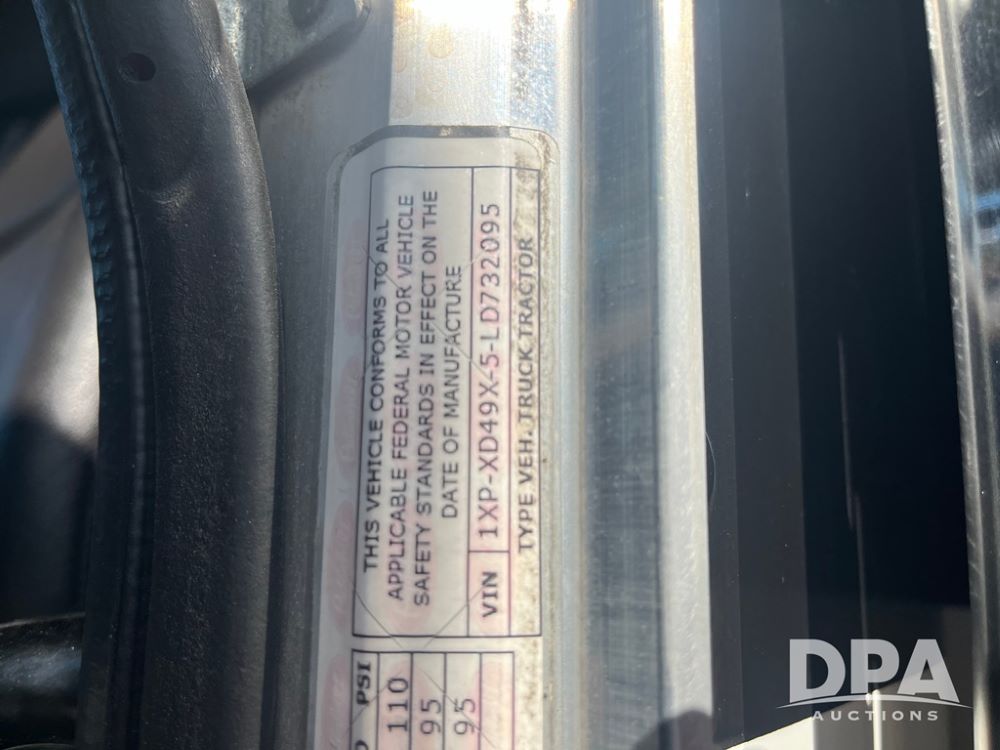 THIS VEHICLE CONFORMS TO ALL
APPLICABLE FEDERAL MOTOR VEHICLE
SAFETY STANDARDS IN EFFECT ON THE
DATE OF MANUFACTURE
VIN 1XP-XD49X-5-LD732095
TYPE VEH. TRUCK TRACTOR
PSI
110
95
95
DPA
AUCTIONS